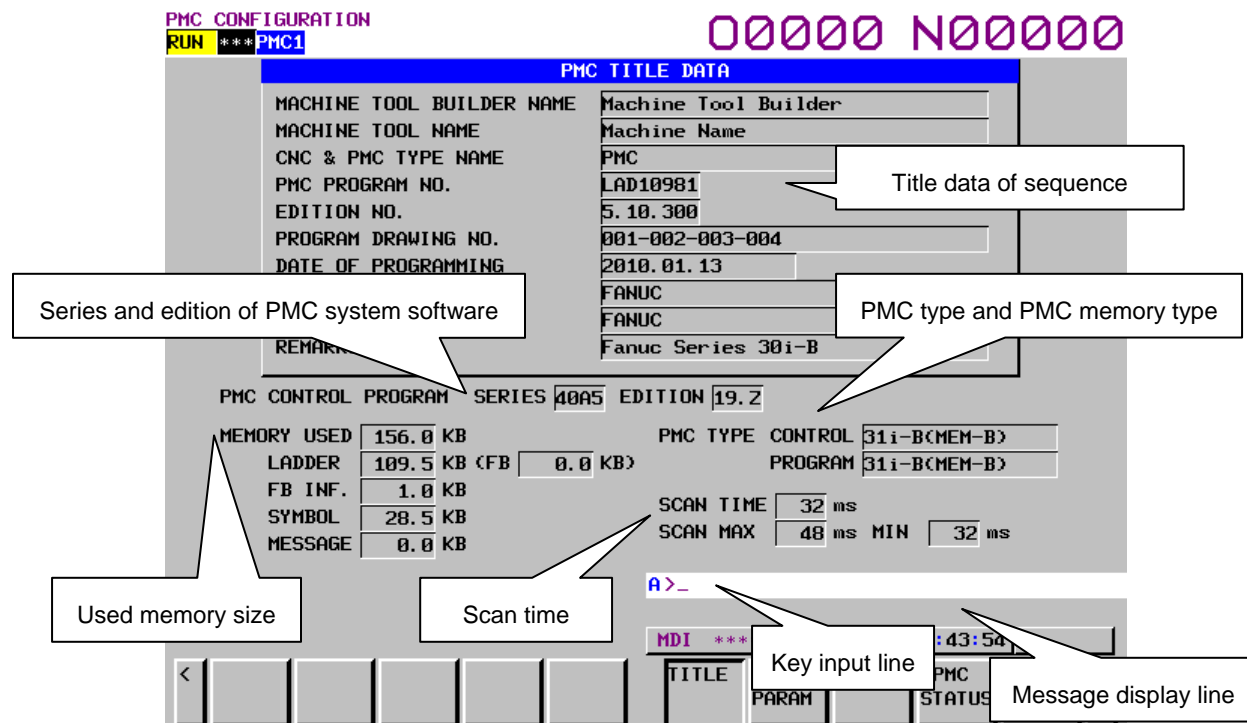 PMC CONFIGURATION
RUN ***PMC1
O0000 N00000
PMC TITLE DATA
MACHINE TOOL BUILDER NAME Machine Tool Builder
MACHINE TOOL NAME Machine Name
CNC & PMC TYPE NAME PMC
PMC PROGRAM NO. LAD10981
Title data of sequence
EDITION NO. 5.10.300
PROGRAM DRAWING NO. 001-002-003-004
DATE OF PROGRAMMING 2010.01.13
FANUC
Series and edition of PMC system software
PMC type and PMC memory type
FANUC
REMARK Fanuc Series 30i-B
PMC CONTROL PROGRAM SERIES 40A5 EDITION 19.Z
MEMORY USED 156.0 KB
PMC TYPE CONTROL 31i-B(MEM-B)
LADDER 109.5 KB (FB 0.0 KB)
PROGRAM 31i-B(MEM-B)
FB INF. 1.0 KB
SCAN TIME 32 ms
SYMBOL 28.5 KB
SCAN MAX 48 ms MIN 32 ms
MESSAGE 0.0 KB
A>_
Used memory size
Scan time
MDI ***
:43:54
Key input line
Message display line
<
TITLE
PARAM
PMC
STATUS